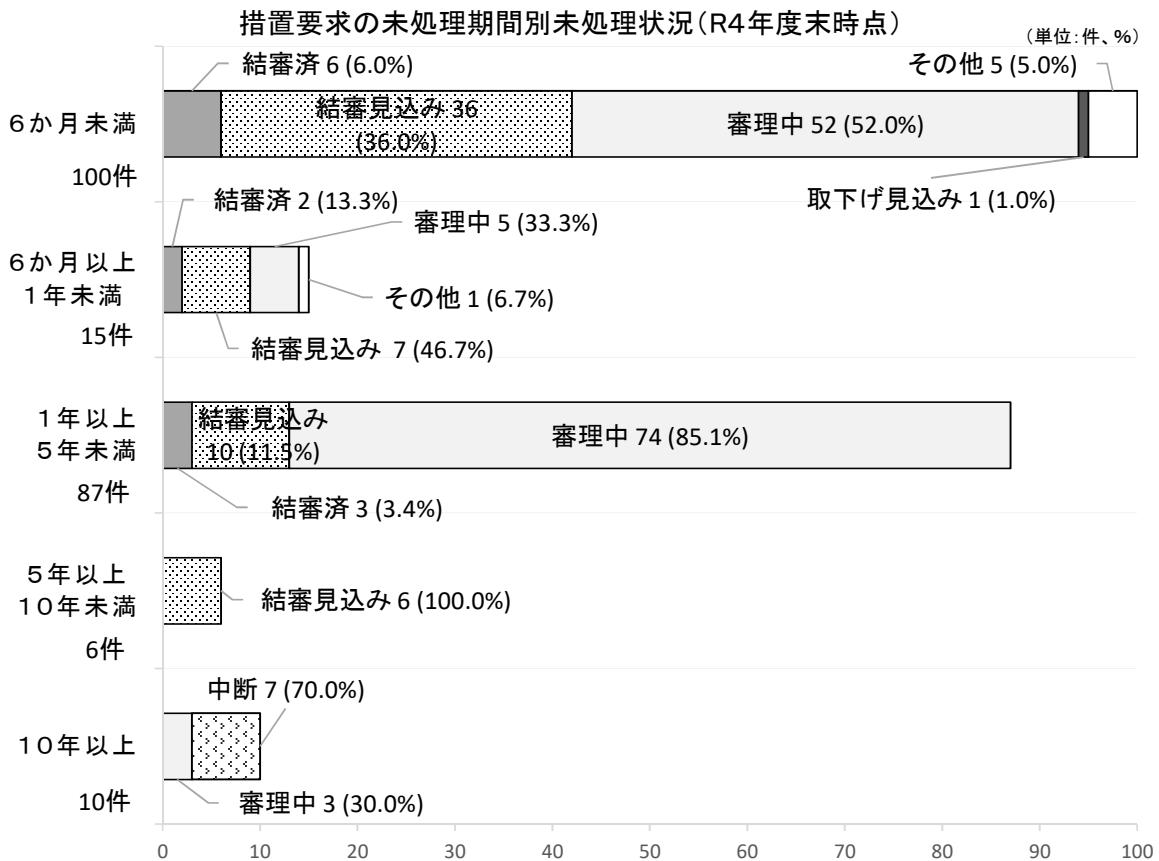 措置要求の未処理期間別未処理状況（R4年度末時点）
（単位：件、%）
結審済 6 (6.0%)
その他 5 (5.0%)
６か月未満
結審見込み 36
(36.0%)
審理中 52 (52.0%)
100件
取下げ見込み 1 (1.0%)
結審済 2 (13.3%)
審理中 5 (33.3%)
６か月以上
１年未満
その他 1 (6.7%)
15件
結審見込み 7 (46.7%)
１年以上
５年未満
結審見込み
10 (11.5%)
審理中 74 (85.1%)
87件
結審済 3 (3.4%)
５年以上
１０年未満
結審見込み 6 (100.0%)
6件
中断 7 (70.0%)
１０年以上
10件
審理中 3 (30.0%)
0 10 20 30 40 50 60 70 80 90 100